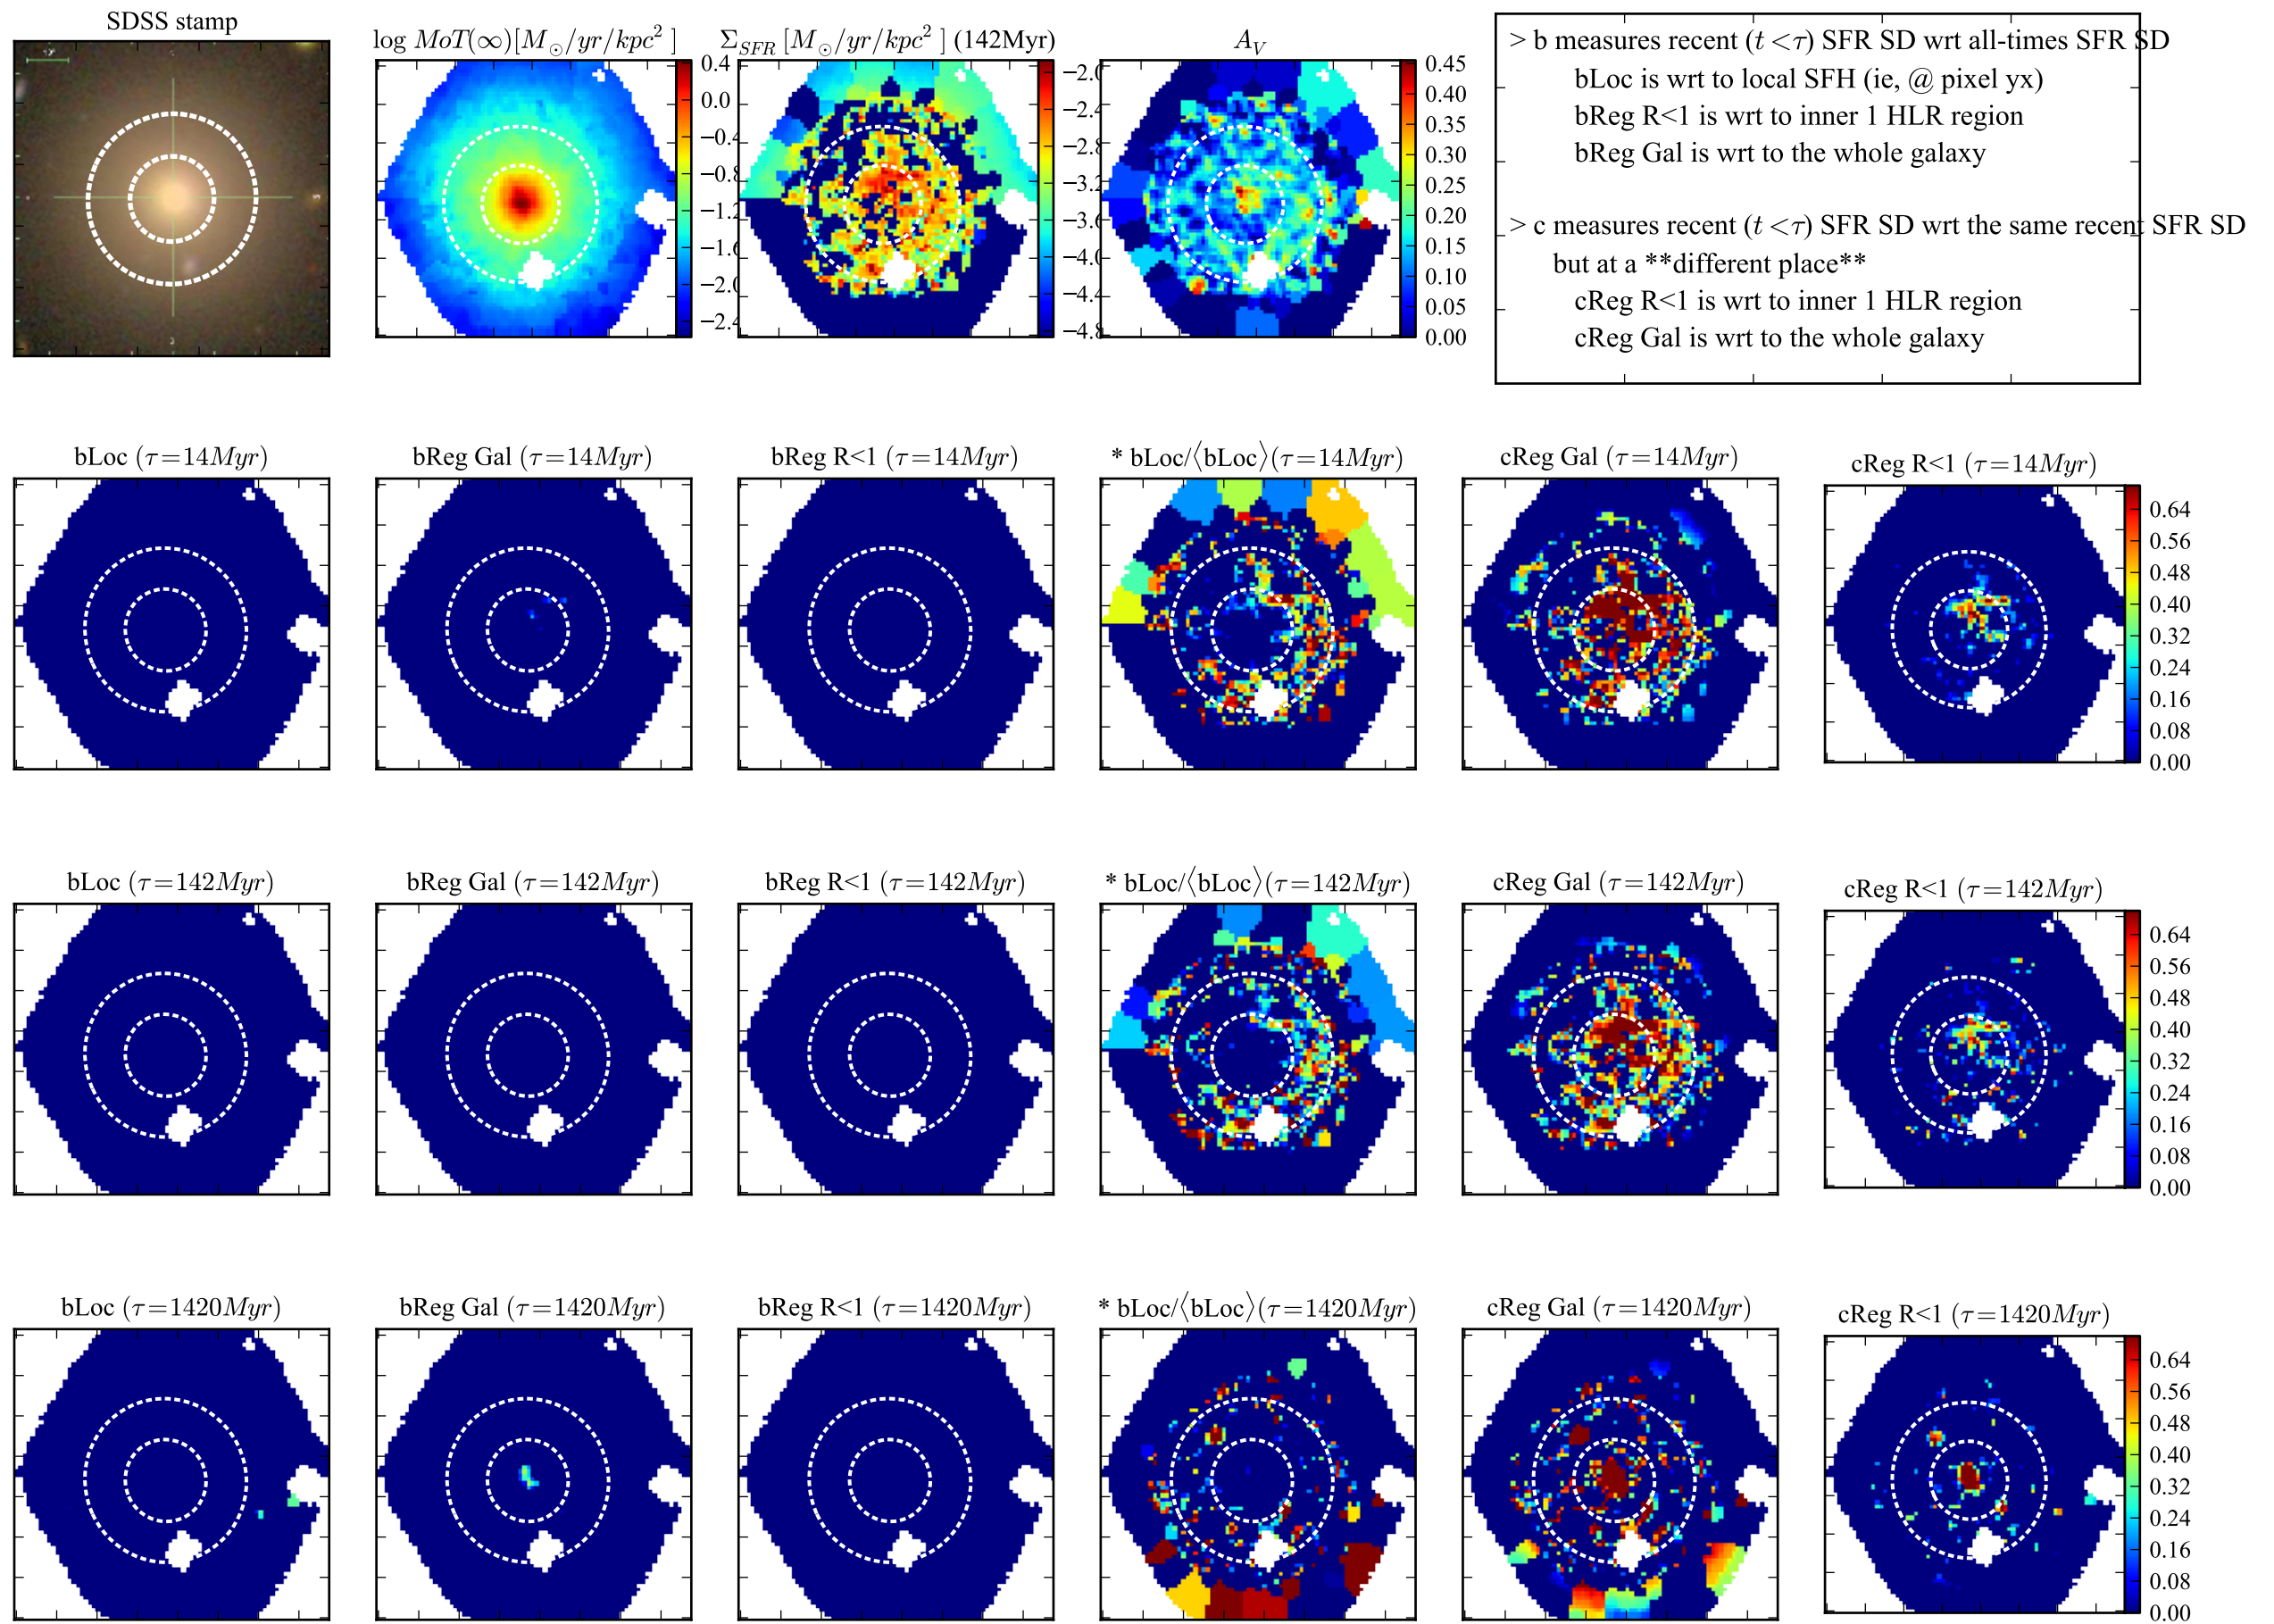 SDSS stamp
log MoT(∞)[M☉/yr/kpc² ]
Σ_SFR [M☉/yr/kpc² ] (142Myr)
A_V
0.4
0.0
−0.4
−0.8
−1.2
−1.6
−2.0
−2.4
−2.0
−2.4
−2.8
−3.2
−3.6
−4.0
−4.4
−4.8
0.45
0.40
0.35
0.30
0.25
0.20
0.15
0.10
0.05
0.00
> b measures recent (t <τ) SFR SD wrt all-times SFR SD
bLoc is wrt to local SFH (ie, @ pixel yx)
bReg R<1 is wrt to inner 1 HLR region
bReg Gal is wrt to the whole galaxy
> c measures recent (t <τ) SFR SD wrt the same recent SFR SD
but at a **different place**
cReg R<1 is wrt to inner 1 HLR region
cReg Gal is wrt to the whole galaxy
bLoc (τ=14Myr)
bReg Gal (τ=14Myr)
bReg R<1 (τ=14Myr)
* bLoc/⟨bLoc⟩(τ=14Myr)
cReg Gal (τ=14Myr)
cReg R<1 (τ=14Myr)
0.64
0.56
0.48
0.40
0.32
0.24
0.16
0.08
0.00
bLoc (τ=142Myr)
bReg Gal (τ=142Myr)
bReg R<1 (τ=142Myr)
* bLoc/⟨bLoc⟩(τ=142Myr)
cReg Gal (τ=142Myr)
cReg R<1 (τ=142Myr)
0.64
0.56
0.48
0.40
0.32
0.24
0.16
0.08
0.00
bLoc (τ=1420Myr)
bReg Gal (τ=1420Myr)
bReg R<1 (τ=1420Myr)
* bLoc/⟨bLoc⟩(τ=1420Myr)
cReg Gal (τ=1420Myr)
cReg R<1 (τ=1420Myr)
0.64
0.56
0.48
0.40
0.32
0.24
0.16
0.08
0.00